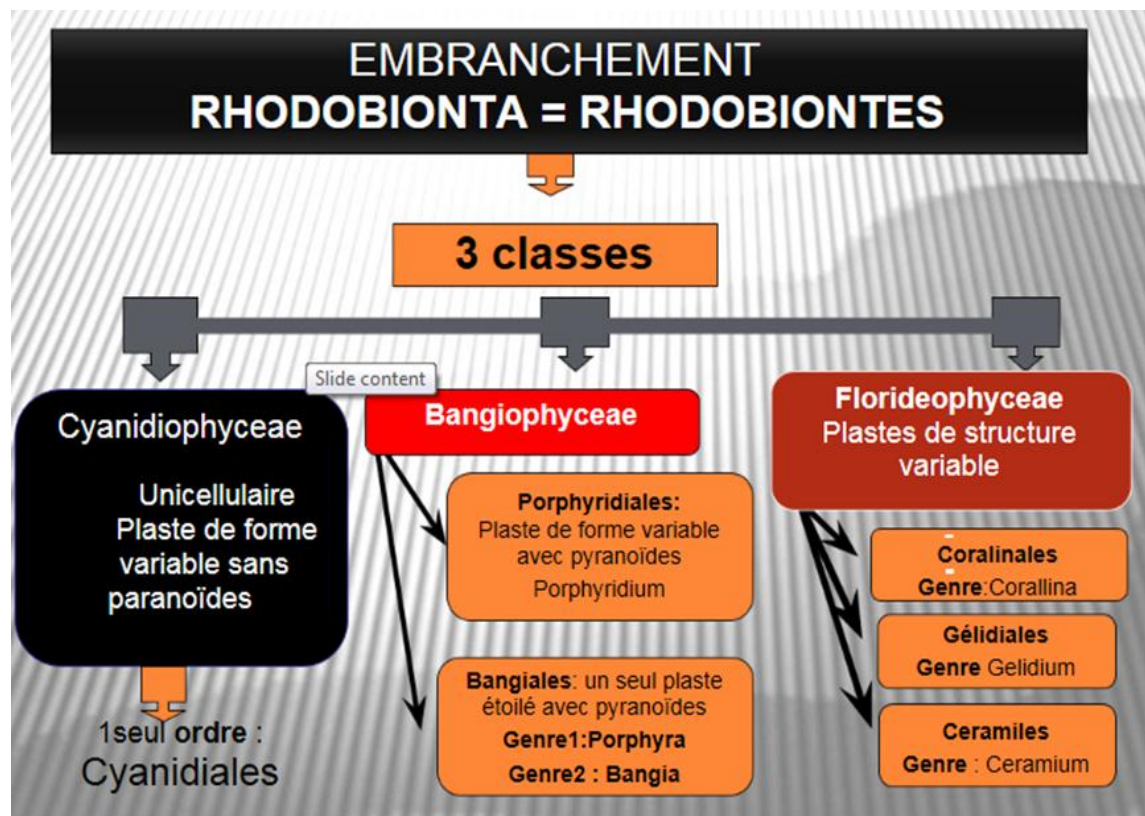 EMBRANCHEMENT
RHODOBIONTA = RHODOBIONTES
3 classes
Slide content
Cyanidiophyceae
Unicellulaire
Plaste de forme
variable sans
paranoïdes
1seul ordre :
Cyanidiales
Bangiophyceae
Porphyridiales:
Plaste de forme variable
avec pyranoïdes
Porphyridium
Bangiales: un seul plaste
étoilé avec pyranoïdes
Genre1:Porphyra
Genre2 : Bangia
Florideophyceae
Plastes de structure
variable
Coralinales
Genre:Corallina
Gélidiales
Genre Gelidium
Ceramiles
Genre : Ceramium